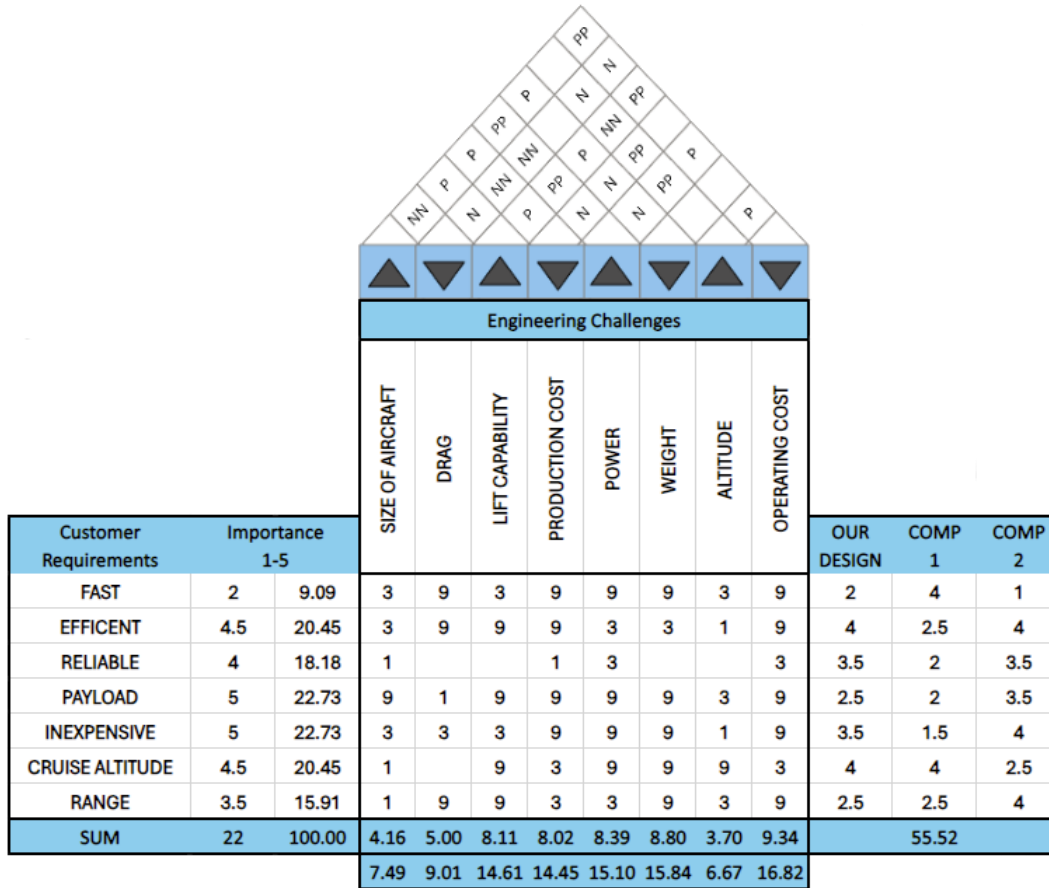 PP
N
P N PP
PP NN
P NN P PP P
P NN PP N PP
NN N P N N P
Engineering Challenges
SIZE OF AIRCRAFT
DRAG
LIFT CAPABILITY
PRODUCTION COST
POWER
WEIGHT
ALTITUDE
OPERATING COST
Customer Requirements Importance 1-5 OUR DESIGN COMP 1 COMP 2
FAST 2 9.09 3 9 3 9 9 9 3 9 2 4 1
EFFICENT 4.5 20.45 3 9 9 9 3 3 1 9 4 2.5 4
RELIABLE 4 18.18 1 1 3 3 3.5 2 3.5
PAYLOAD 5 22.73 9 1 9 9 9 9 3 9 2.5 2 3.5
INEXPENSIVE 5 22.73 3 3 3 9 9 9 1 9 3.5 1.5 4
CRUISE ALTITUDE 4.5 20.45 1 9 3 9 9 9 3 4 4 2.5
RANGE 3.5 15.91 1 9 9 3 3 9 3 9 2.5 2.5 4
SUM 22 100.00 4.16 5.00 8.11 8.02 8.39 8.80 3.70 9.34 55.52
7.49 9.01 14.61 14.45 15.10 15.84 6.67 16.82